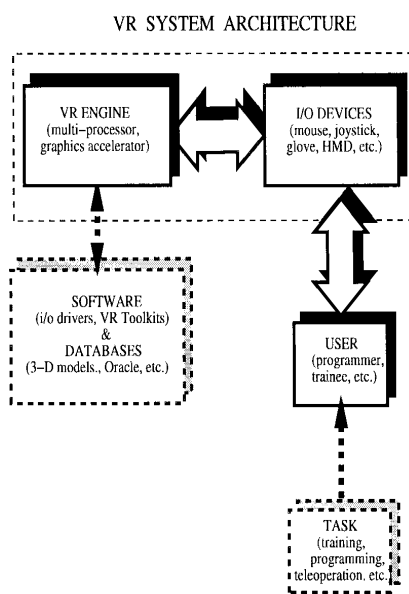 VR SYSTEM ARCHITECTURE
VR ENGINE
(multi-processor,
graphics accelerator)
I/O DEVICES
(mouse, joystick,
glove, HMD, etc.)
SOFTWARE
(i/o drivers, VR Toolkits)
&
DATABASES
(3-D models., Oracle, etc.)
USER
(programmer,
trainec, etc.)
TASK
(training,
programming,
teleoperation, etc.)